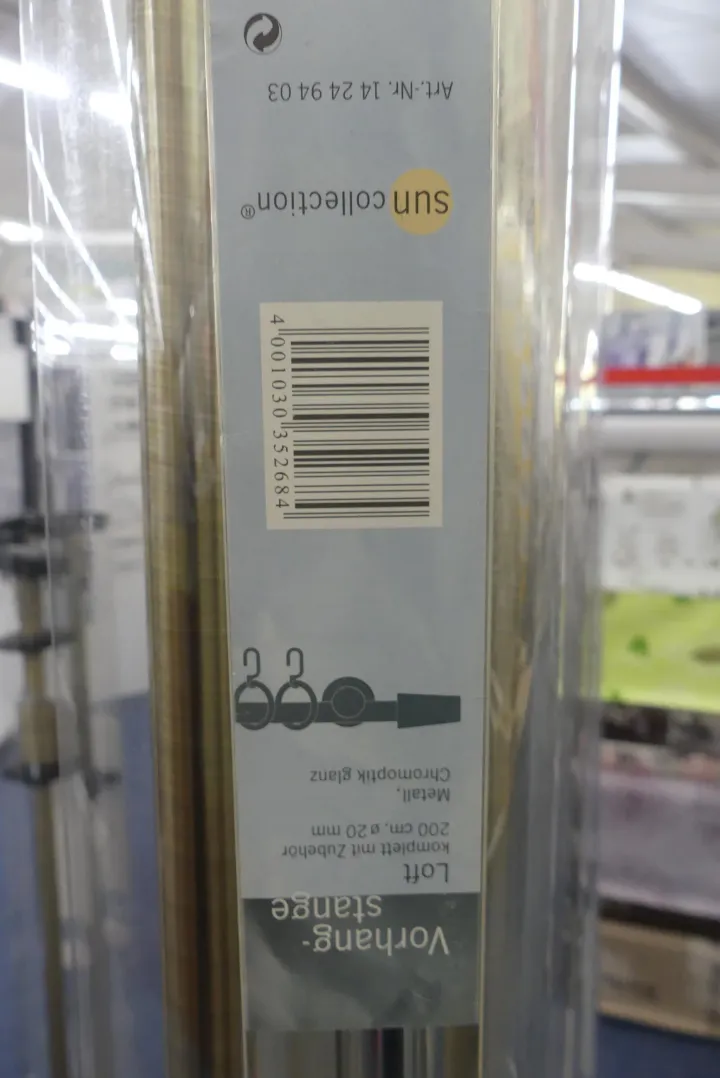 Vorhang-
stange
Loft
komplett mit Zubehör
200 cm, ø 20 mm
Metall,
Chromoptik glanz
4 001030 352684
sun collection®
Art.-Nr. 14 24 94 03